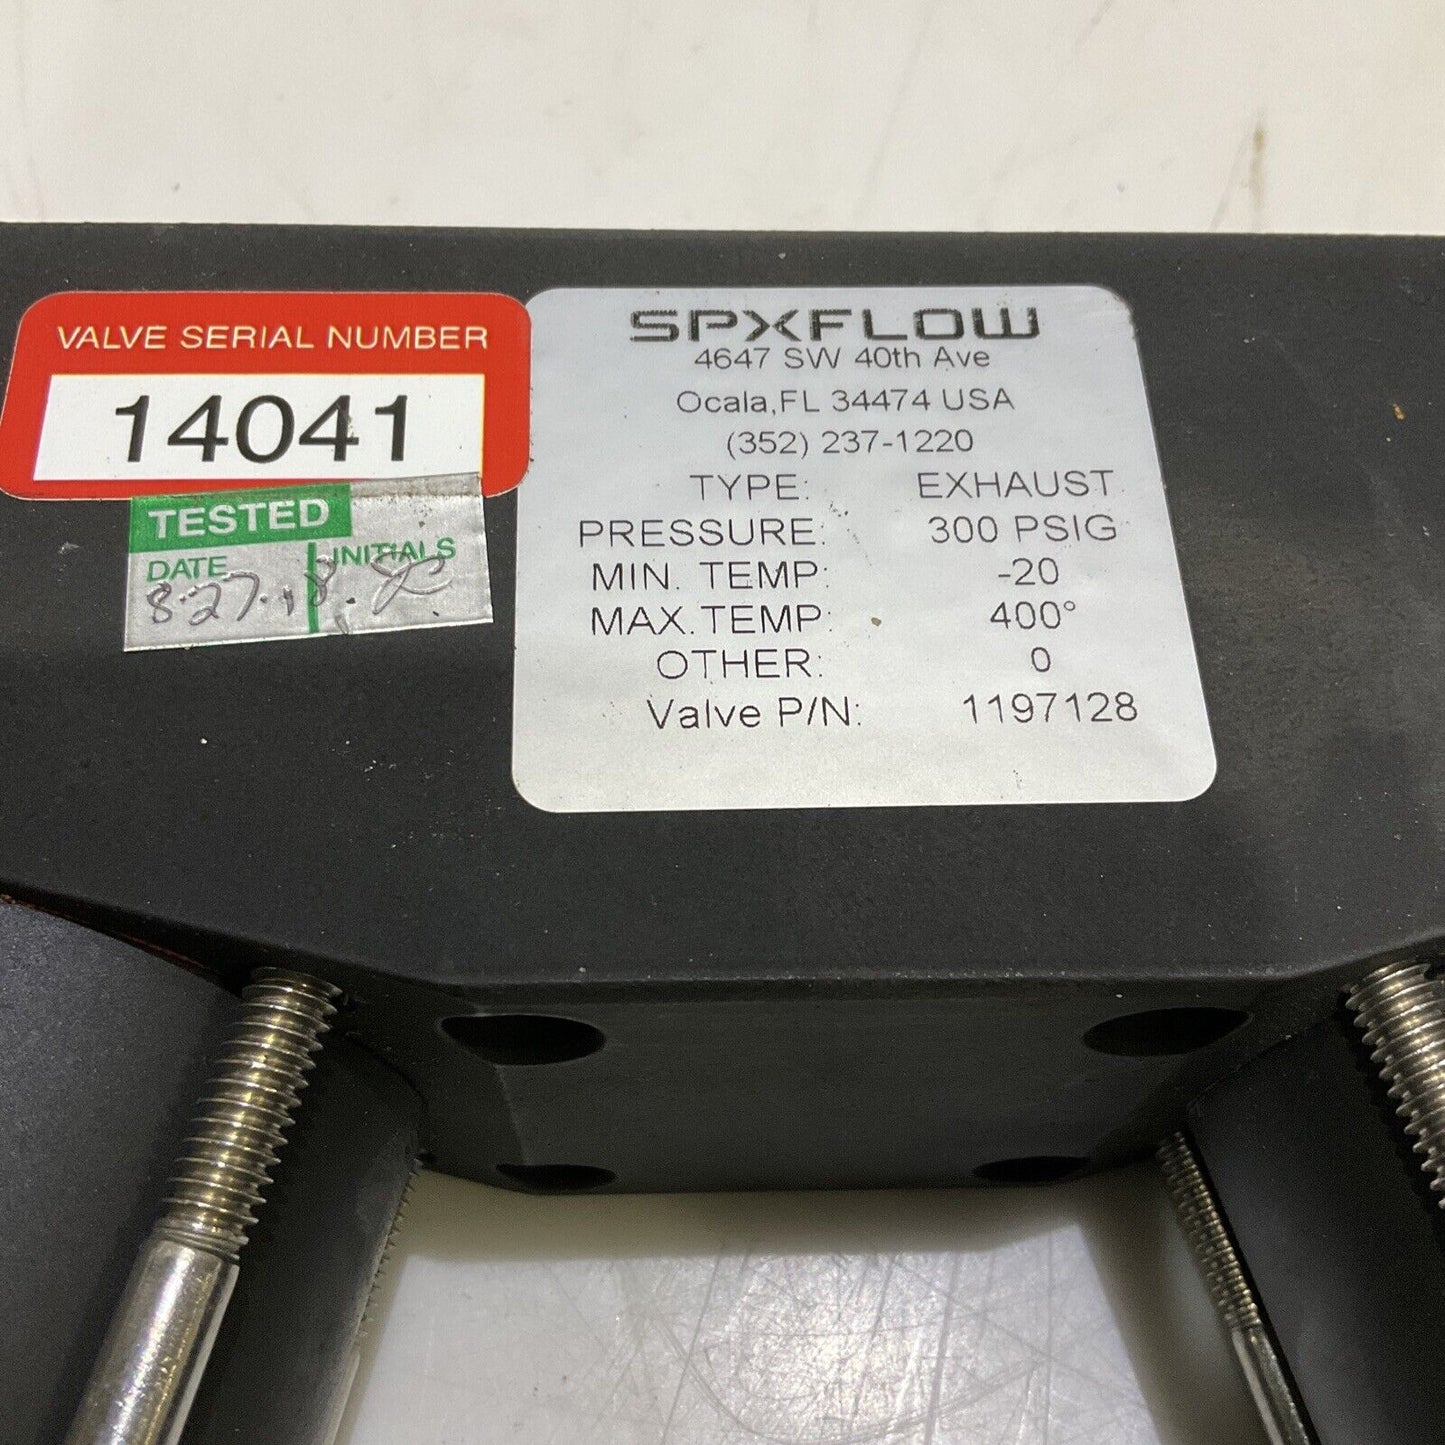 VALVE SERIAL NUMBER
14041
TESTED
DATE INITIALS
8-27-18
SPXFLOW
4647 SW 40th Ave
Ocala,FL 34474 USA
(352) 237-1220
TYPE: EXHAUST
PRESSURE: 300 PSIG
MIN. TEMP: -20
MAX. TEMP: 400°
OTHER: 0
Valve P/N: 1197128